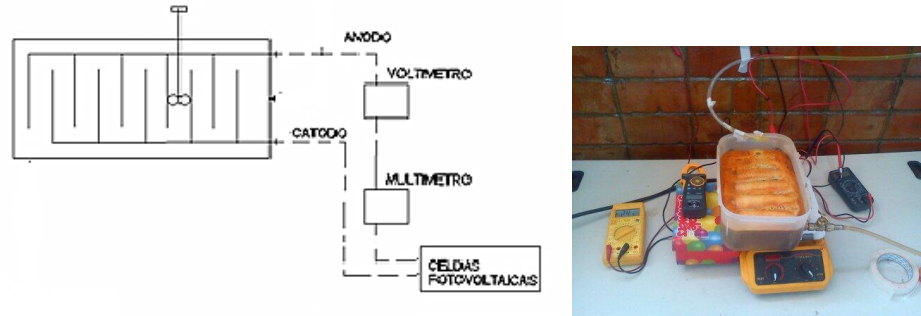 ANODO
VOLTIMETRO
CATODO
MULTIMETRO
CELDAS
FOTOVOLTAICAS